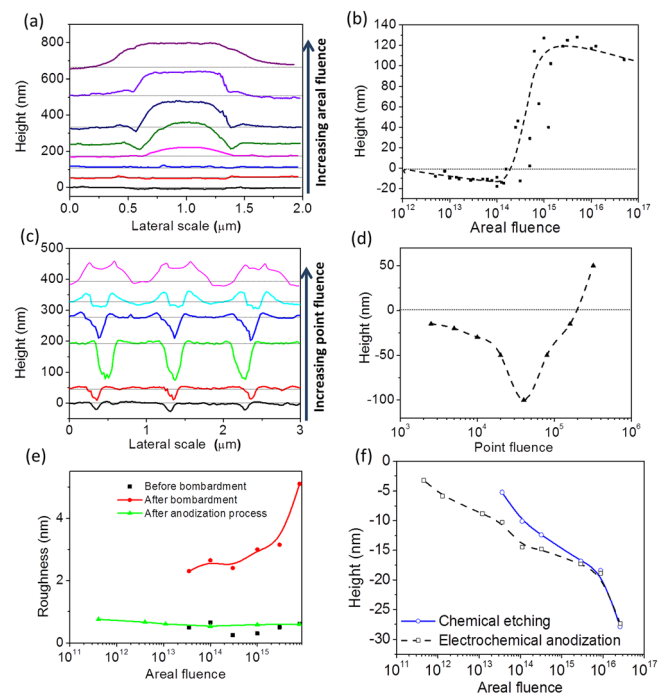 (a)
800
600
400
200
0
Height (nm)
0.0 0.5 1.0 1.5 2.0
Lateral scale (μm)
Increasing areal fluence
(b)
140
120
100
80
60
40
20
0
-20
Height (nm)
10^12 10^13 10^14 10^15 10^16 10^17
Areal fluence
(c)
500
400
300
200
100
0
Height (nm)
0 1 2 3
Lateral scale (μm)
Increasing point fluence
(d)
50
0
-50
-100
Height (nm)
10^3 10^4 10^5 10^6
Point fluence
(e)
4
2
0
Roughness (nm)
Before bombardment
After bombardment
After anodization process
10^11 10^12 10^13 10^14 10^15
Areal fluence
(f)
0
-5
-10
-15
-20
-25
-30
Height (nm)
Chemical etching
Electrochemical anodization
10^11 10^12 10^13 10^14 10^15 10^16 10^17
Areal fluence